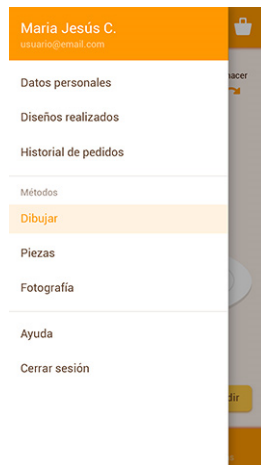 Maria Jesús C.
usuario@email.com
Datos personales
Diseños realizados
Historial de pedidos
Métodos
Dibujar
Piezas
Fotografía
Ayuda
Cerrar sesión